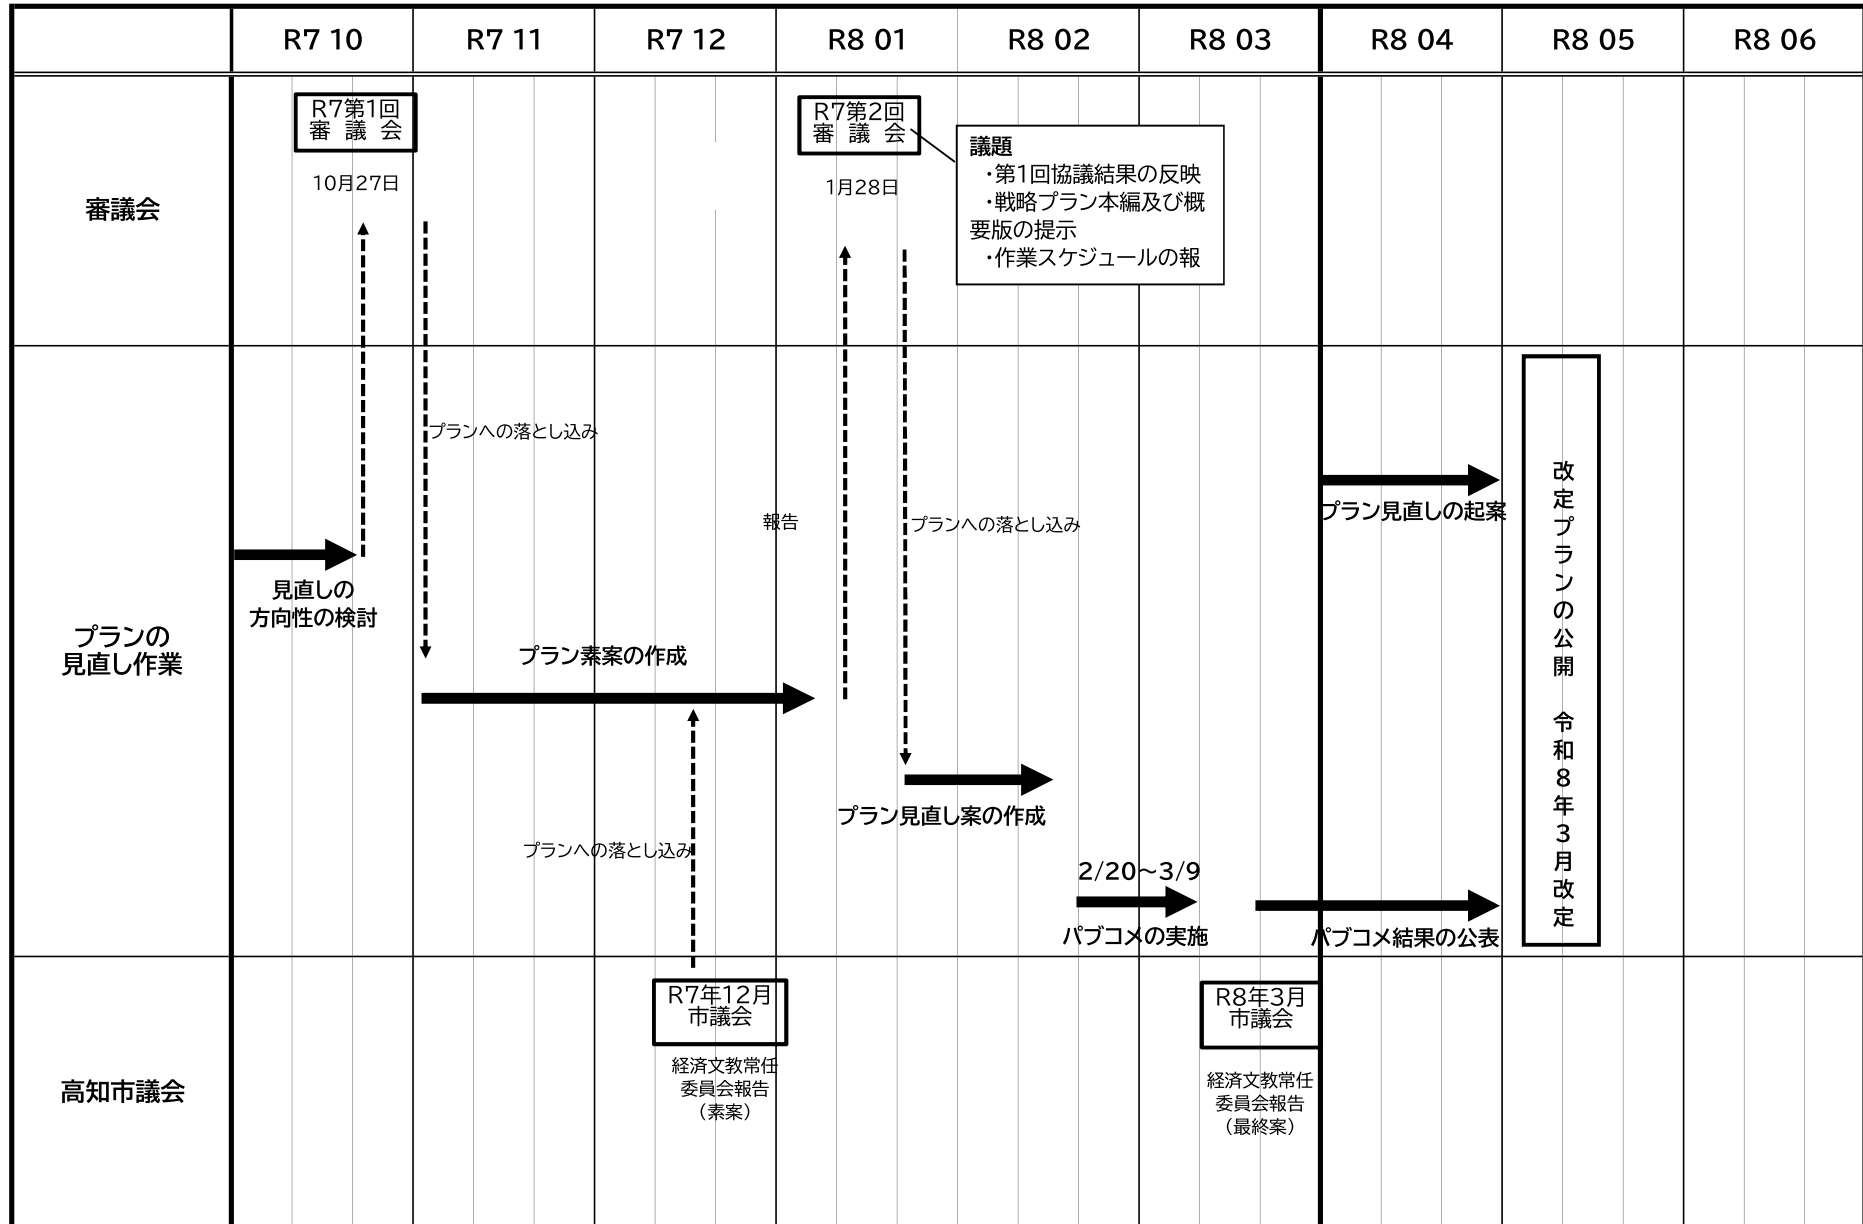 R7 10
R7 11
R7 12
R8 01
R8 02
R8 03
R8 04
R8 05
R8 06
審議会
R7第1回
審 議 会
10月27日
R7第2回
審 議 会
1月28日
議題
・第1回協議結果の反映
・戦略プラン本編及び概
要版の提示
・作業スケジュールの報
プランの
見直し作業
見直しの
方向性の検討
プランへの落とし込み
プラン素案の作成
プランへの落とし込み
報告
プランへの落とし込み
プラン見直し案の作成
2/20～3/9
パブコメの実施
プラン見直しの起案
パブコメ結果の公表
改定プランの公開　令和8年3月改定
高知市議会
R7年12月
市議会
経済文教常任
委員会報告
（素案）
R8年3月
市議会
経済文教常任
委員会報告
（最終案）